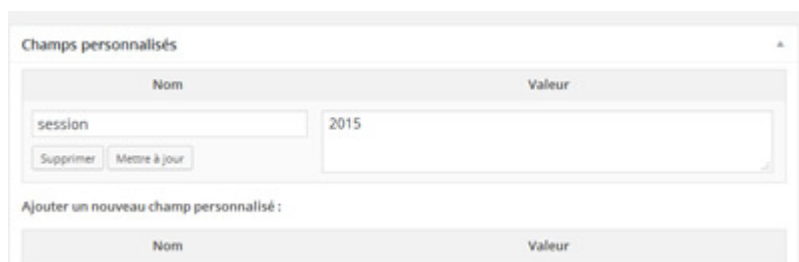 Champs personnalisés
Nom Valeur
session 2015
Supprimer Mettre à jour
Ajouter un nouveau champ personnalisé :
Nom Valeur